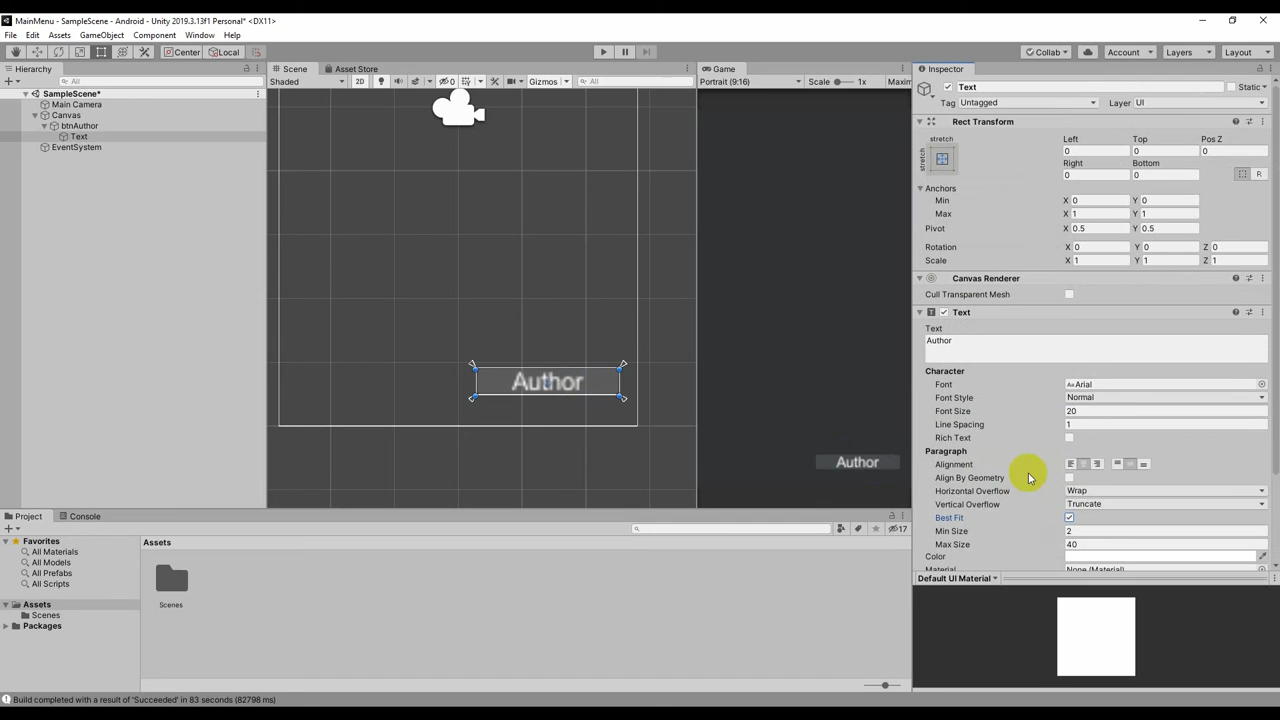 MainMenu - SampleScene - Android - Unity 2019.3.13f1 Personal* <DX11>
File Edit Assets GameObject Component Window Help
Center Local Collab Account Layers Layout
Hierarchy
All
SampleScene*
Main Camera
Canvas
btnAuthor
Text
EventSystem
Scene Asset Store
Shaded 2D 0 Gizmos All
Author
Game
Portrait (9:16) Scale 1x Maxim
Author
Inspector
Text Static
Tag Untagged Layer UI
Rect Transform
stretch Left Top Pos Z
stretch 0 0 0
Right Bottom
0 0 R
Anchors
Min X 0 Y 0
Max X 1 Y 1
Pivot X 0.5 Y 0.5
Rotation X 0 Y 0 Z 0
Scale X 1 Y 1 Z 1
Canvas Renderer
Cull Transparent Mesh
Text
Text
Author
Character
Font Arial
Font Style Normal
Font Size 20
Line Spacing 1
Rich Text
Paragraph
Alignment
Align By Geometry
Horizontal Overflow Wrap
Vertical Overflow Truncate
Best Fit
Min Size 2
Max Size 40
Color
Material None (Material)
Default UI Material
Project Console
17
Favorites
All Materials
All Models
All Prefabs
All Scripts
Assets
Scenes
Packages
Assets
Scenes
Build completed with a result of 'Succeeded' in 83 seconds (82798 ms)